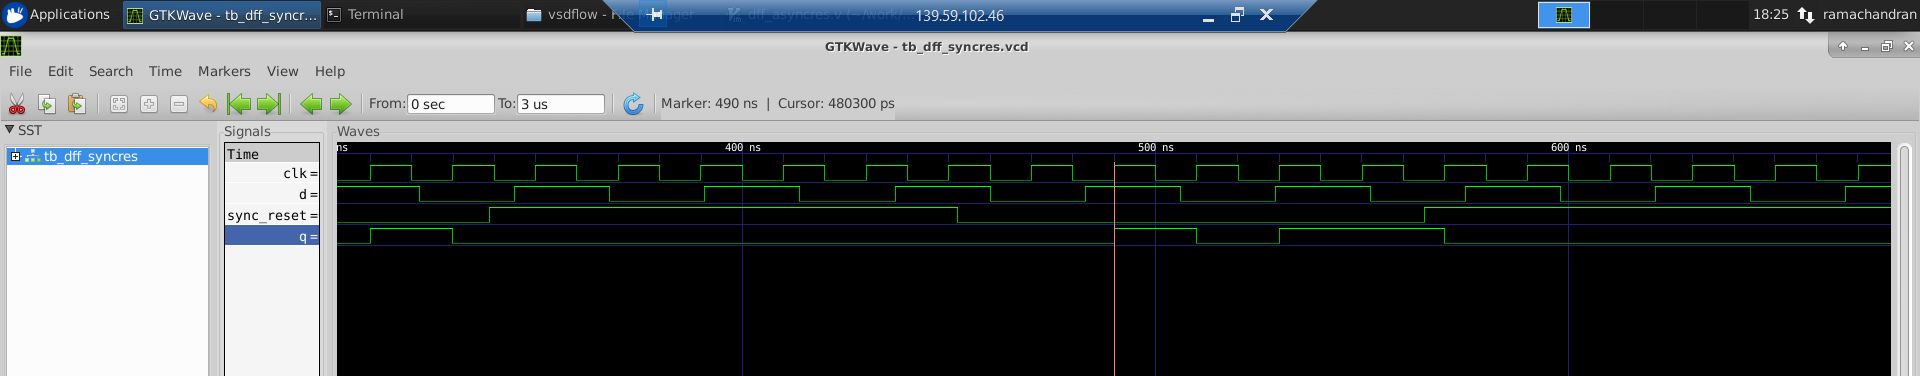 Applications GTKWave - tb_dff_syncr... Terminal vsdflow - File Manager dff_asyncres.v (~/work/... 139.59.102.46 18:25 ramachandran
GTKWave - tb_dff_syncres.vcd
File Edit Search Time Markers View Help
From: 0 sec To: 3 us Marker: 490 ns | Cursor: 480300 ps
SST Signals Waves
tb_dff_syncres
Time
clk=
d=
sync_reset=
q=
ns 400 ns 500 ns 600 ns